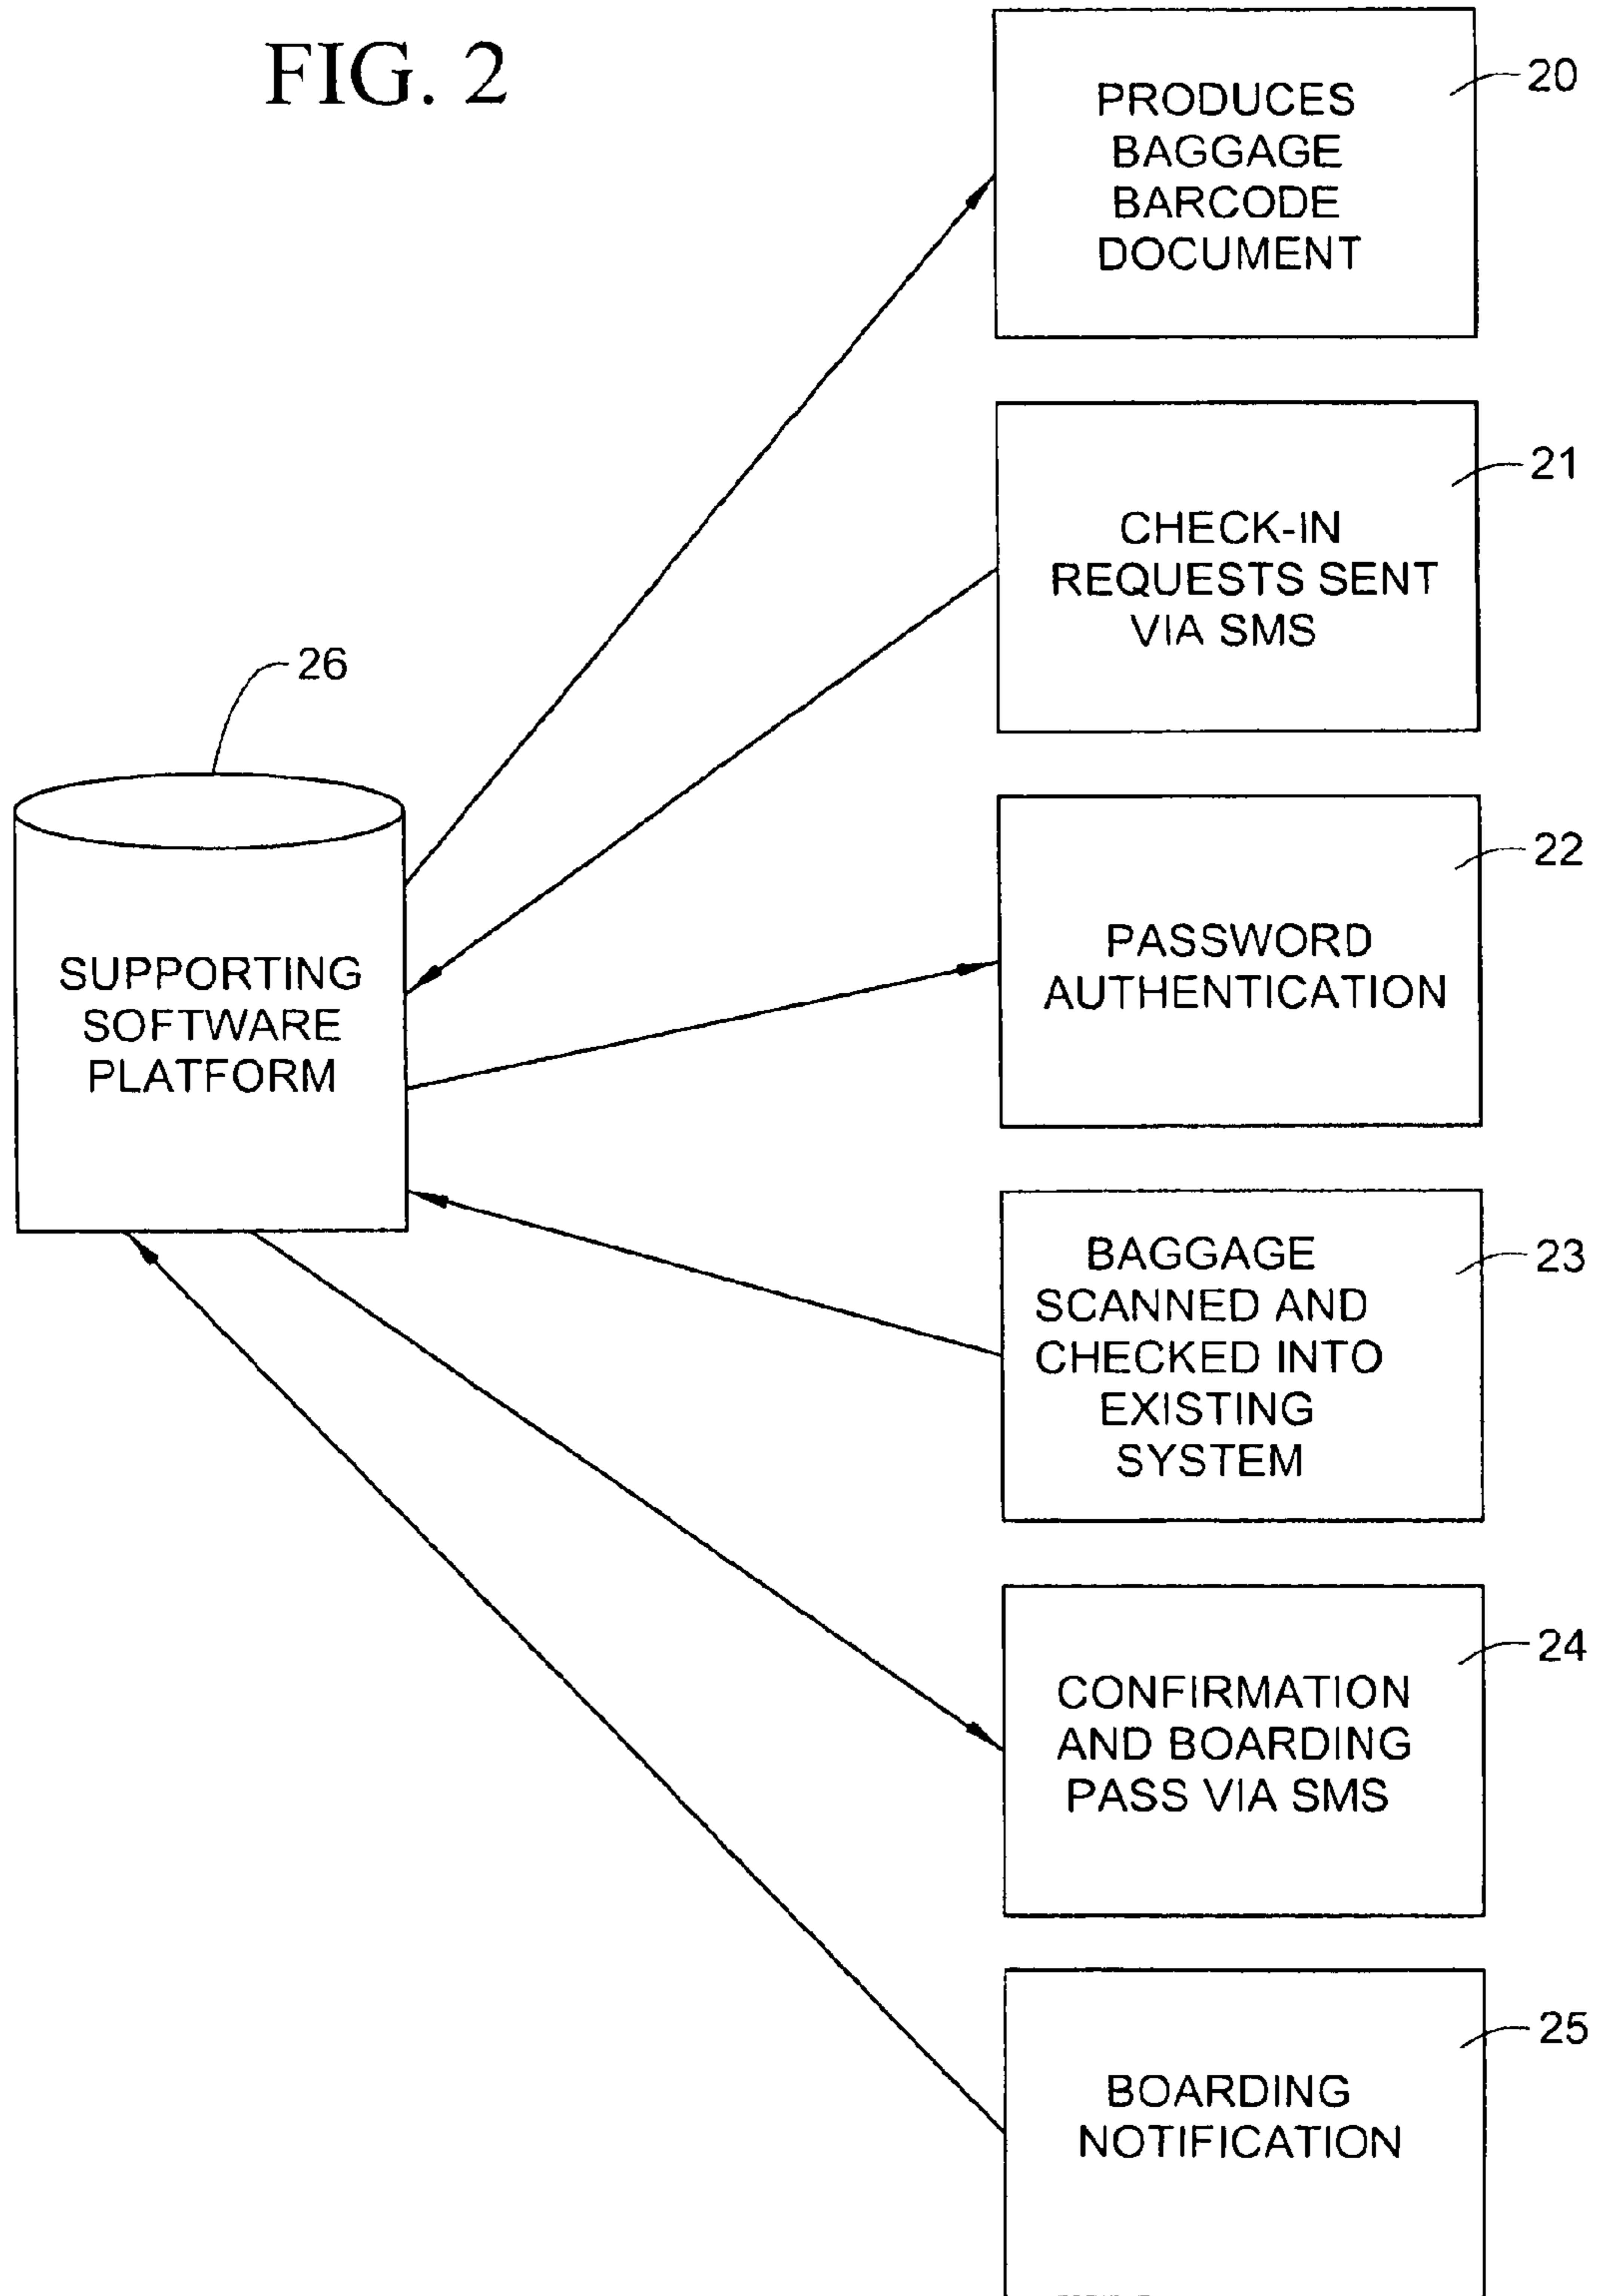 FIG. 2
PRODUCES
BAGGAGE
BARCODE
DOCUMENT
20
CHECK-IN
REQUESTS SENT
VIA SMS
21
26
SUPPORTING
SOFTWARE
PLATFORM
PASSWORD
AUTHENTICATION
22
BAGGAGE
SCANNED AND
CHECKED INTO
EXISTING
SYSTEM
23
CONFIRMATION
AND BOARDING
PASS VIA SMS
24
BOARDING
NOTIFICATION
25